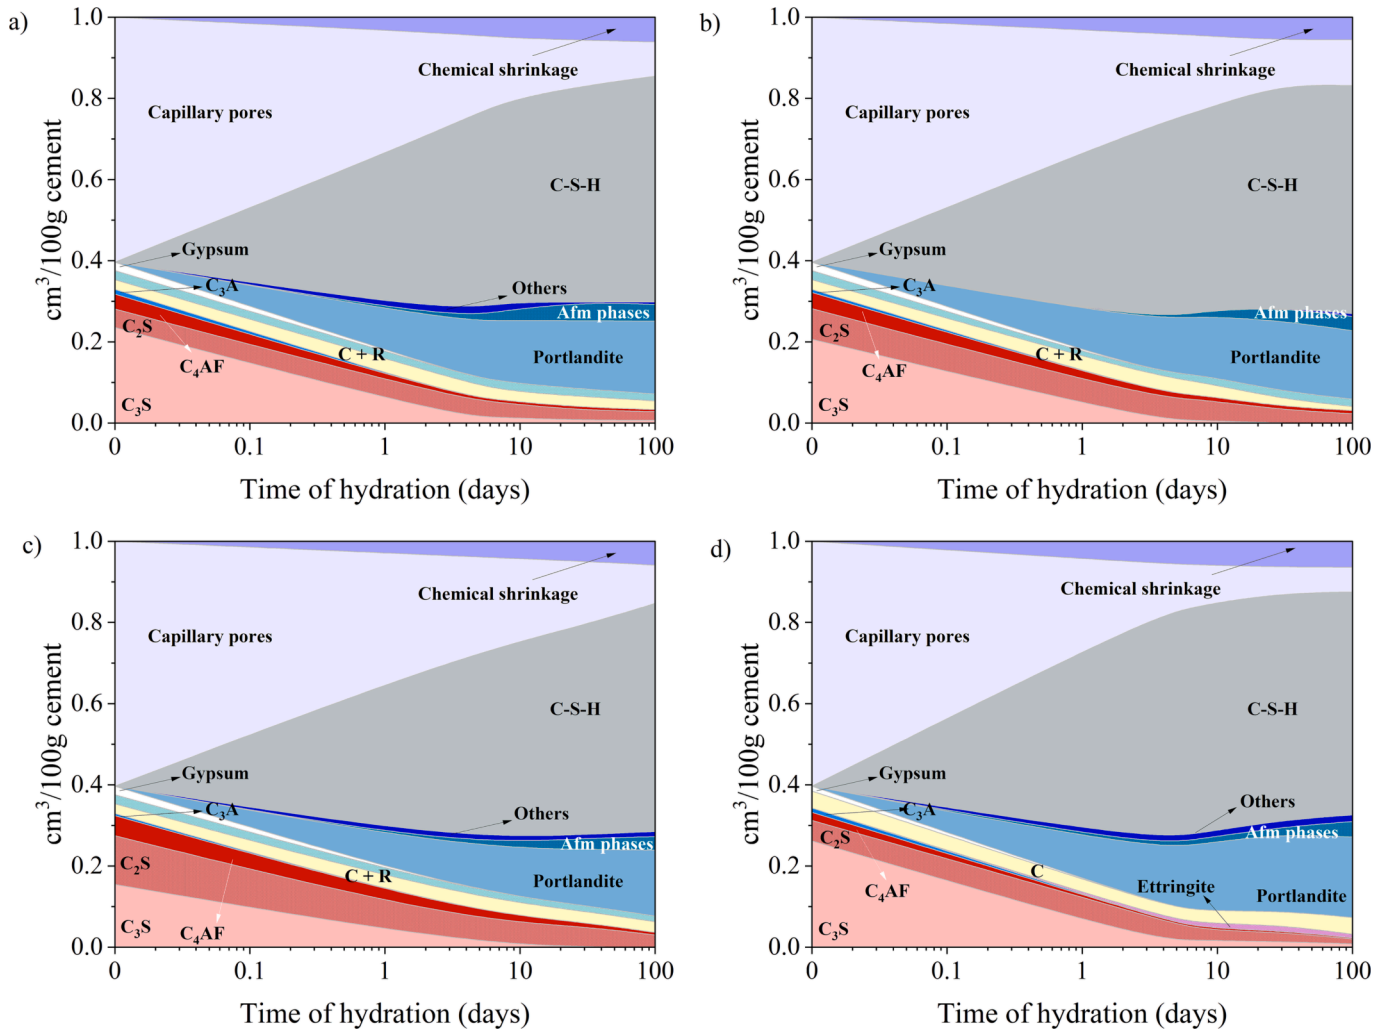 a)
cm³/100g cement
1.0
0.8
0.6
0.4
0.2
0.0
Chemical shrinkage
Capillary pores
C-S-H
Gypsum
C₃A
Others
Afm phases
C₂S
C + R
Portlandite
C₄AF
C₃S
0 0.1 1 10 100
Time of hydration (days)
b)
cm³/100g cement
1.0
0.8
0.6
0.4
0.2
0.0
Chemical shrinkage
Capillary pores
C-S-H
Gypsum
C₃A
Afm phases
C₂S
C + R
Portlandite
C₄AF
C₃S
0 0.1 1 10 100
Time of hydration (days)
c)
cm³/100g cement
1.0
0.8
0.6
0.4
0.2
0.0
Chemical shrinkage
Capillary pores
C-S-H
Gypsum
C₃A
Others
Afm phases
C₂S
C + R
Portlandite
C₄AF
C₃S
0 0.1 1 10 100
Time of hydration (days)
d)
cm³/100g cement
1.0
0.8
0.6
0.4
0.2
0.0
Chemical shrinkage
Capillary pores
C-S-H
Gypsum
C₃A
Others
Afm phases
C₂S
C
Ettringite
Portlandite
C₄AF
C₃S
0 0.1 1 10 100
Time of hydration (days)